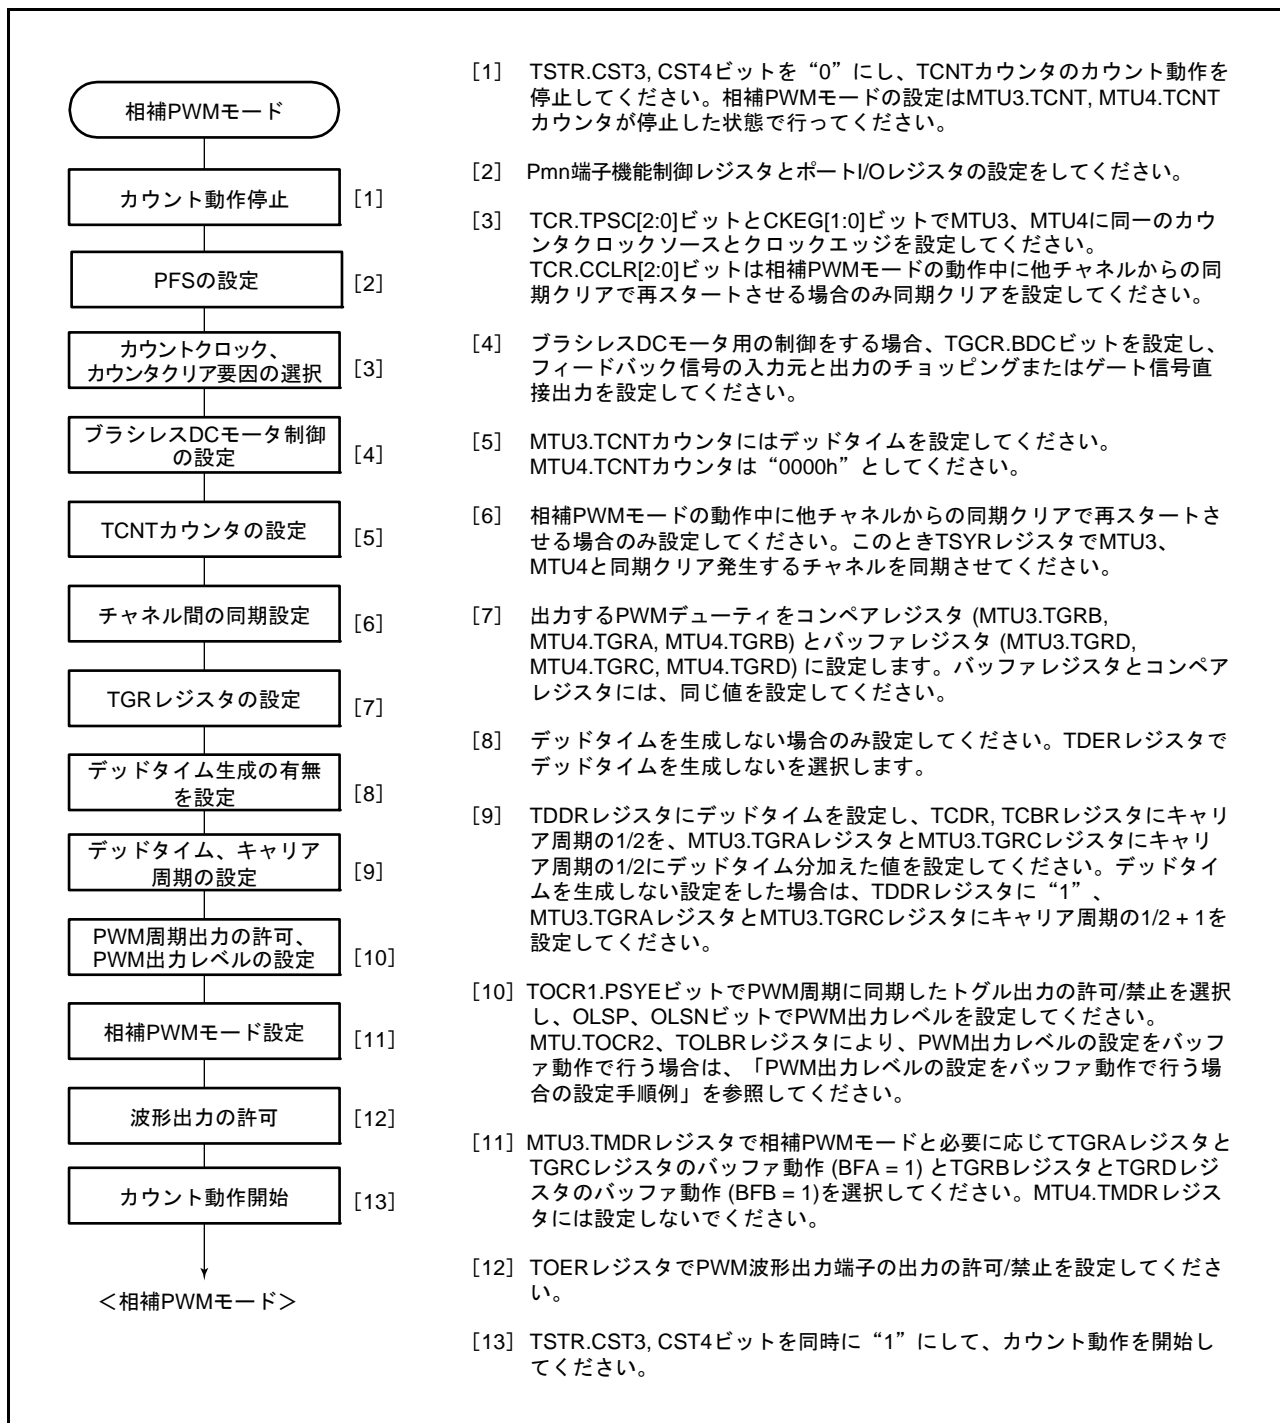 相補PWMモード
カウント動作停止
[1]
PFSの設定
[2]
カウントクロック、
カウンタクリア要因の選択
[3]
ブラシレスDCモータ制御
の設定
[4]
TCNTカウンタの設定
[5]
チャネル間の同期設定
[6]
TGRレジスタの設定
[7]
デッドタイム生成の有無
を設定
[8]
デッドタイム、キャリア
周期の設定
[9]
PWM周期出力の許可、
PWM出力レベルの設定
[10]
相補PWMモード設定
[11]
波形出力の許可
[12]
カウント動作開始
[13]
＜相補PWMモード＞
[1] TSTR.CST3, CST4ビットを“0”にし、TCNTカウンタのカウント動作を
停止してください。相補PWMモードの設定はMTU3.TCNT, MTU4.TCNT
カウンタが停止した状態で行ってください。
[2] Pmn端子機能制御レジスタとポートI/Oレジスタの設定をしてください。
[3] TCR.TPSC[2:0]ビットとCKEG[1:0]ビットでMTU3、MTU4に同一のカウ
ンタクロックソースとクロックエッジを設定してください。
TCR.CCLR[2:0]ビットは相補PWMモードの動作中に他チャネルからの同
期クリアで再スタートさせる場合のみ同期クリアを設定してください。
[4] ブラシレスDCモータ用の制御をする場合、TGCR.BDCビットを設定し、
フィードバック信号の入力元と出力のチョッピングまたはゲート信号直
接出力を設定してください。
[5] MTU3.TCNTカウンタにはデッドタイムを設定してください。
MTU4.TCNTカウンタは“0000h”としてください。
[6] 相補PWMモードの動作中に他チャネルからの同期クリアで再スタートさ
せる場合のみ設定してください。このときTSYRレジスタでMTU3、
MTU4と同期クリア発生するチャネルを同期させてください。
[7] 出力するPWMデューティをコンペアレジスタ (MTU3.TGRB,
MTU4.TGRA, MTU4.TGRB) とバッファレジスタ (MTU3.TGRD,
MTU4.TGRC, MTU4.TGRD) に設定します。バッファレジスタとコンペア
レジスタには、同じ値を設定してください。
[8] デッドタイムを生成しない場合のみ設定してください。TDERレジスタで
デッドタイムを生成しないを選択します。
[9] TDDRレジスタにデッドタイムを設定し、TCDR, TCBRレジスタにキャリ
ア周期の1/2を、MTU3.TGRAレジスタとMTU3.TGRCレジスタにキャリ
ア周期の1/2にデッドタイム分加えた値を設定してください。デッドタイ
ムを生成しない設定をした場合は、TDDRレジスタに“1”、
MTU3.TGRAレジスタとMTU3.TGRCレジスタにキャリア周期の1/2 + 1を
設定してください。
[10] TOCR1.PSYEビットでPWM周期に同期したトグル出力の許可/禁止を選択
し、OLSP、OLSNビットでPWM出力レベルを設定してください。
MTU.TOCR2、TOLBRレジスタにより、PWM出力レベルの設定をバッフ
ァ動作で行う場合は、「PWM出力レベルの設定をバッファ動作で行う場
合の設定手順例」を参照してください。
[11] MTU3.TMDRレジスタで相補PWMモードと必要に応じてTGRAレジスタと
TGRCレジスタのバッファ動作 (BFA = 1) とTGRBレジスタとTGRDレジ
スタのバッファ動作 (BFB = 1)を選択してください。MTU4.TMDRレジス
タには設定しないでください。
[12] TOERレジスタでPWM波形出力端子の出力の許可/禁止を設定してくださ
い。
[13] TSTR.CST3, CST4ビットを同時に“1”にして、カウント動作を開始し
てください。